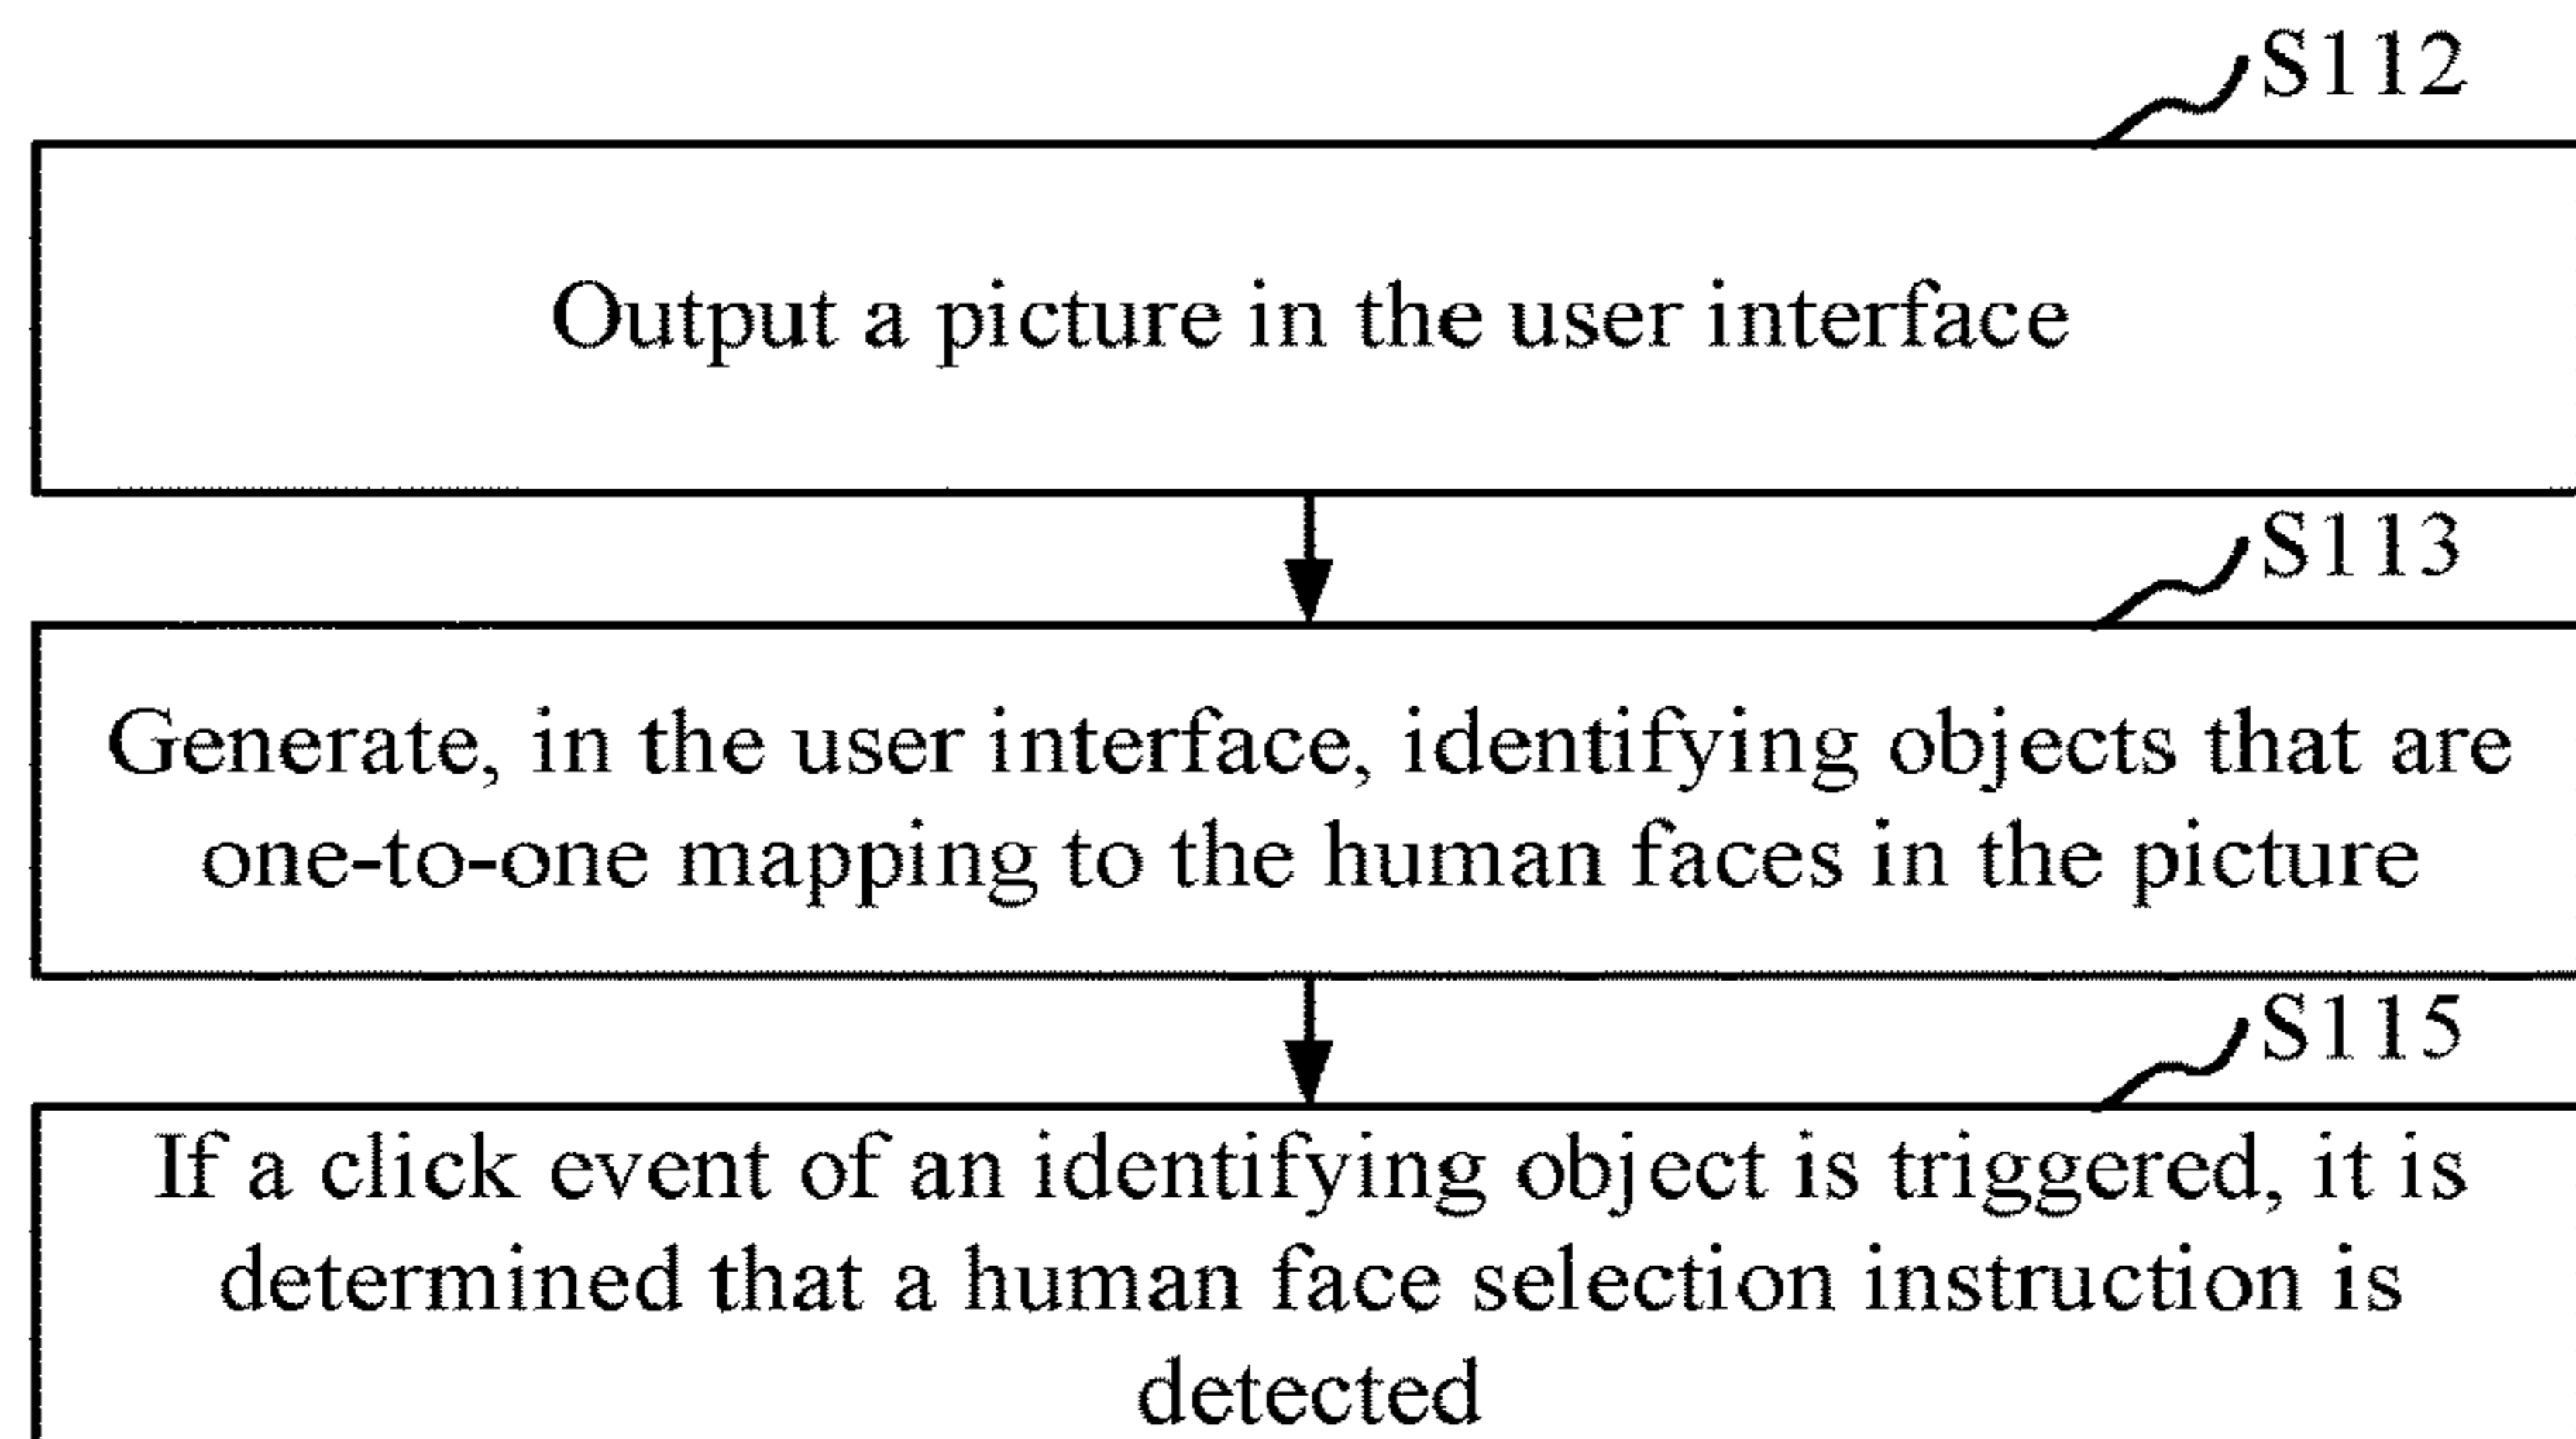 S112
Output a picture in the user interface
S113
Generate, in the user interface, identifying objects that are
one-to-one mapping to the human faces in the picture
S115
If a click event of an identifying object is triggered, it is
determined that a human face selection instruction is
detected